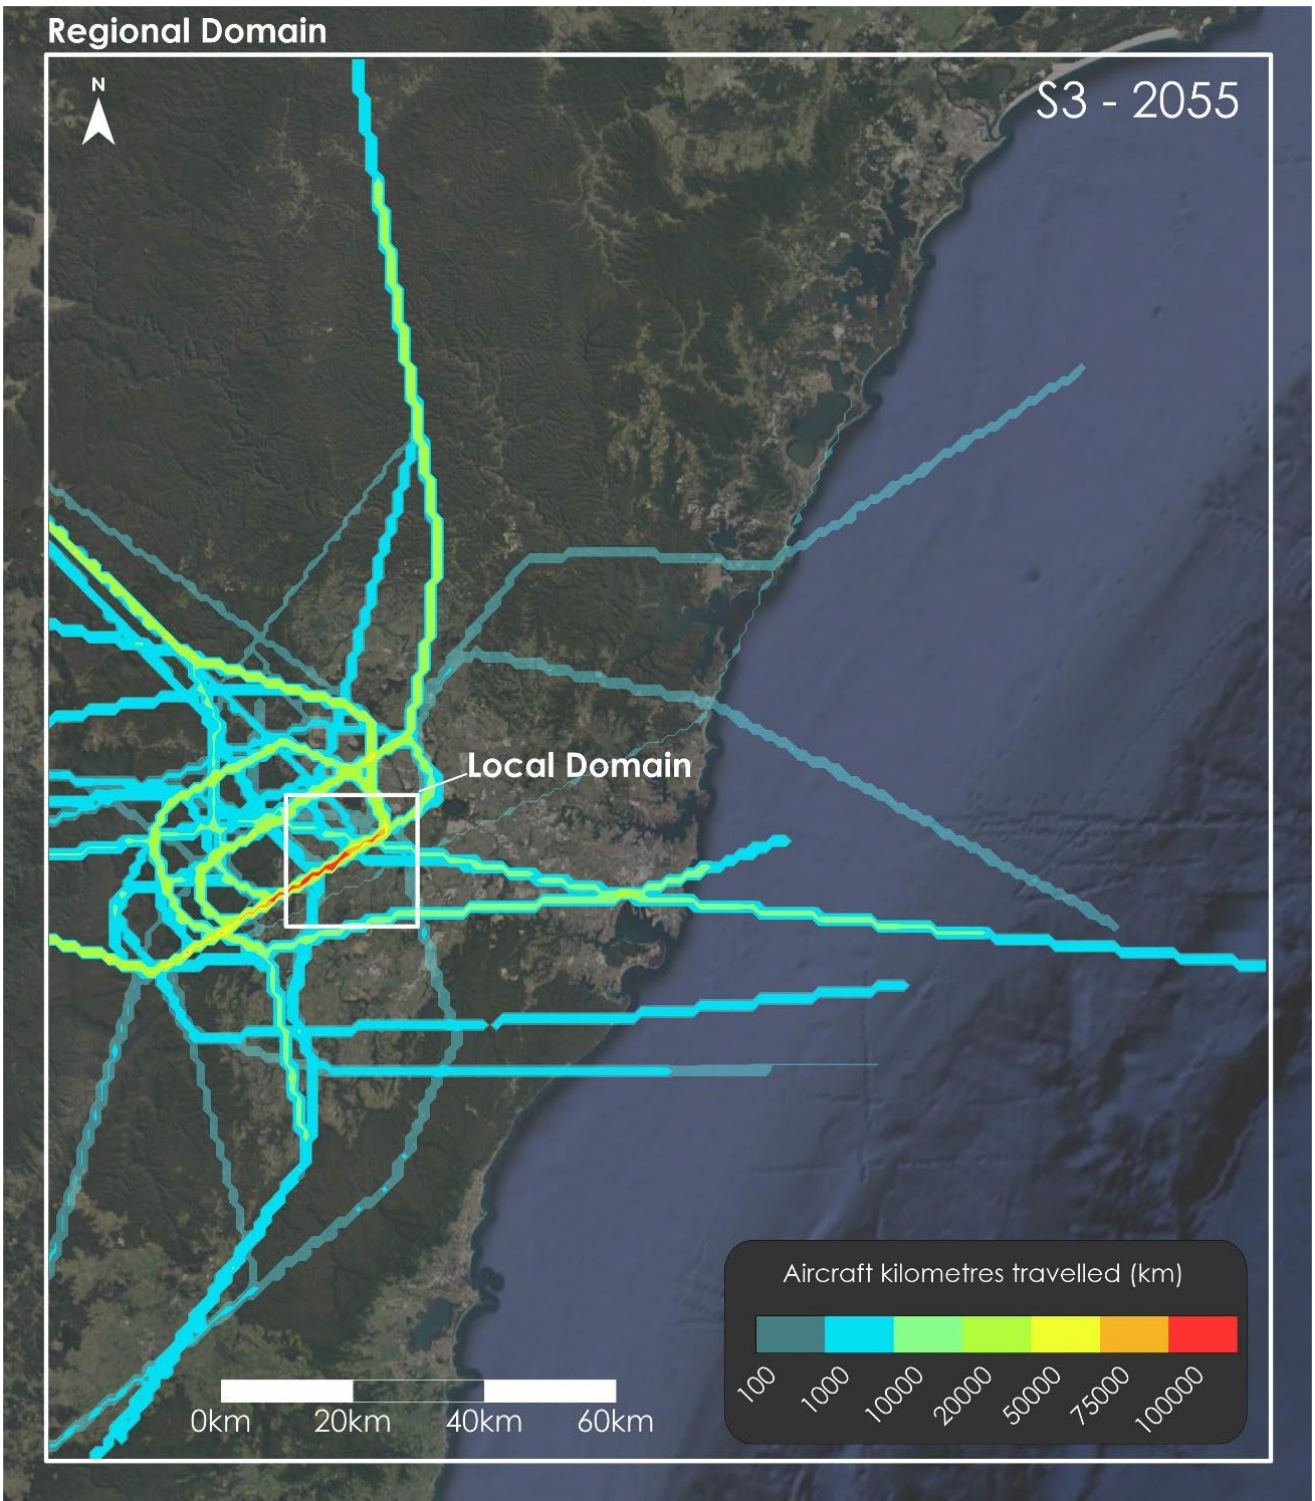 Regional Domain
N
S3 - 2055
Local Domain
Aircraft kilometres travelled (km)
100 1000 10000 20000 50000 75000 100000
0km 20km 40km 60km